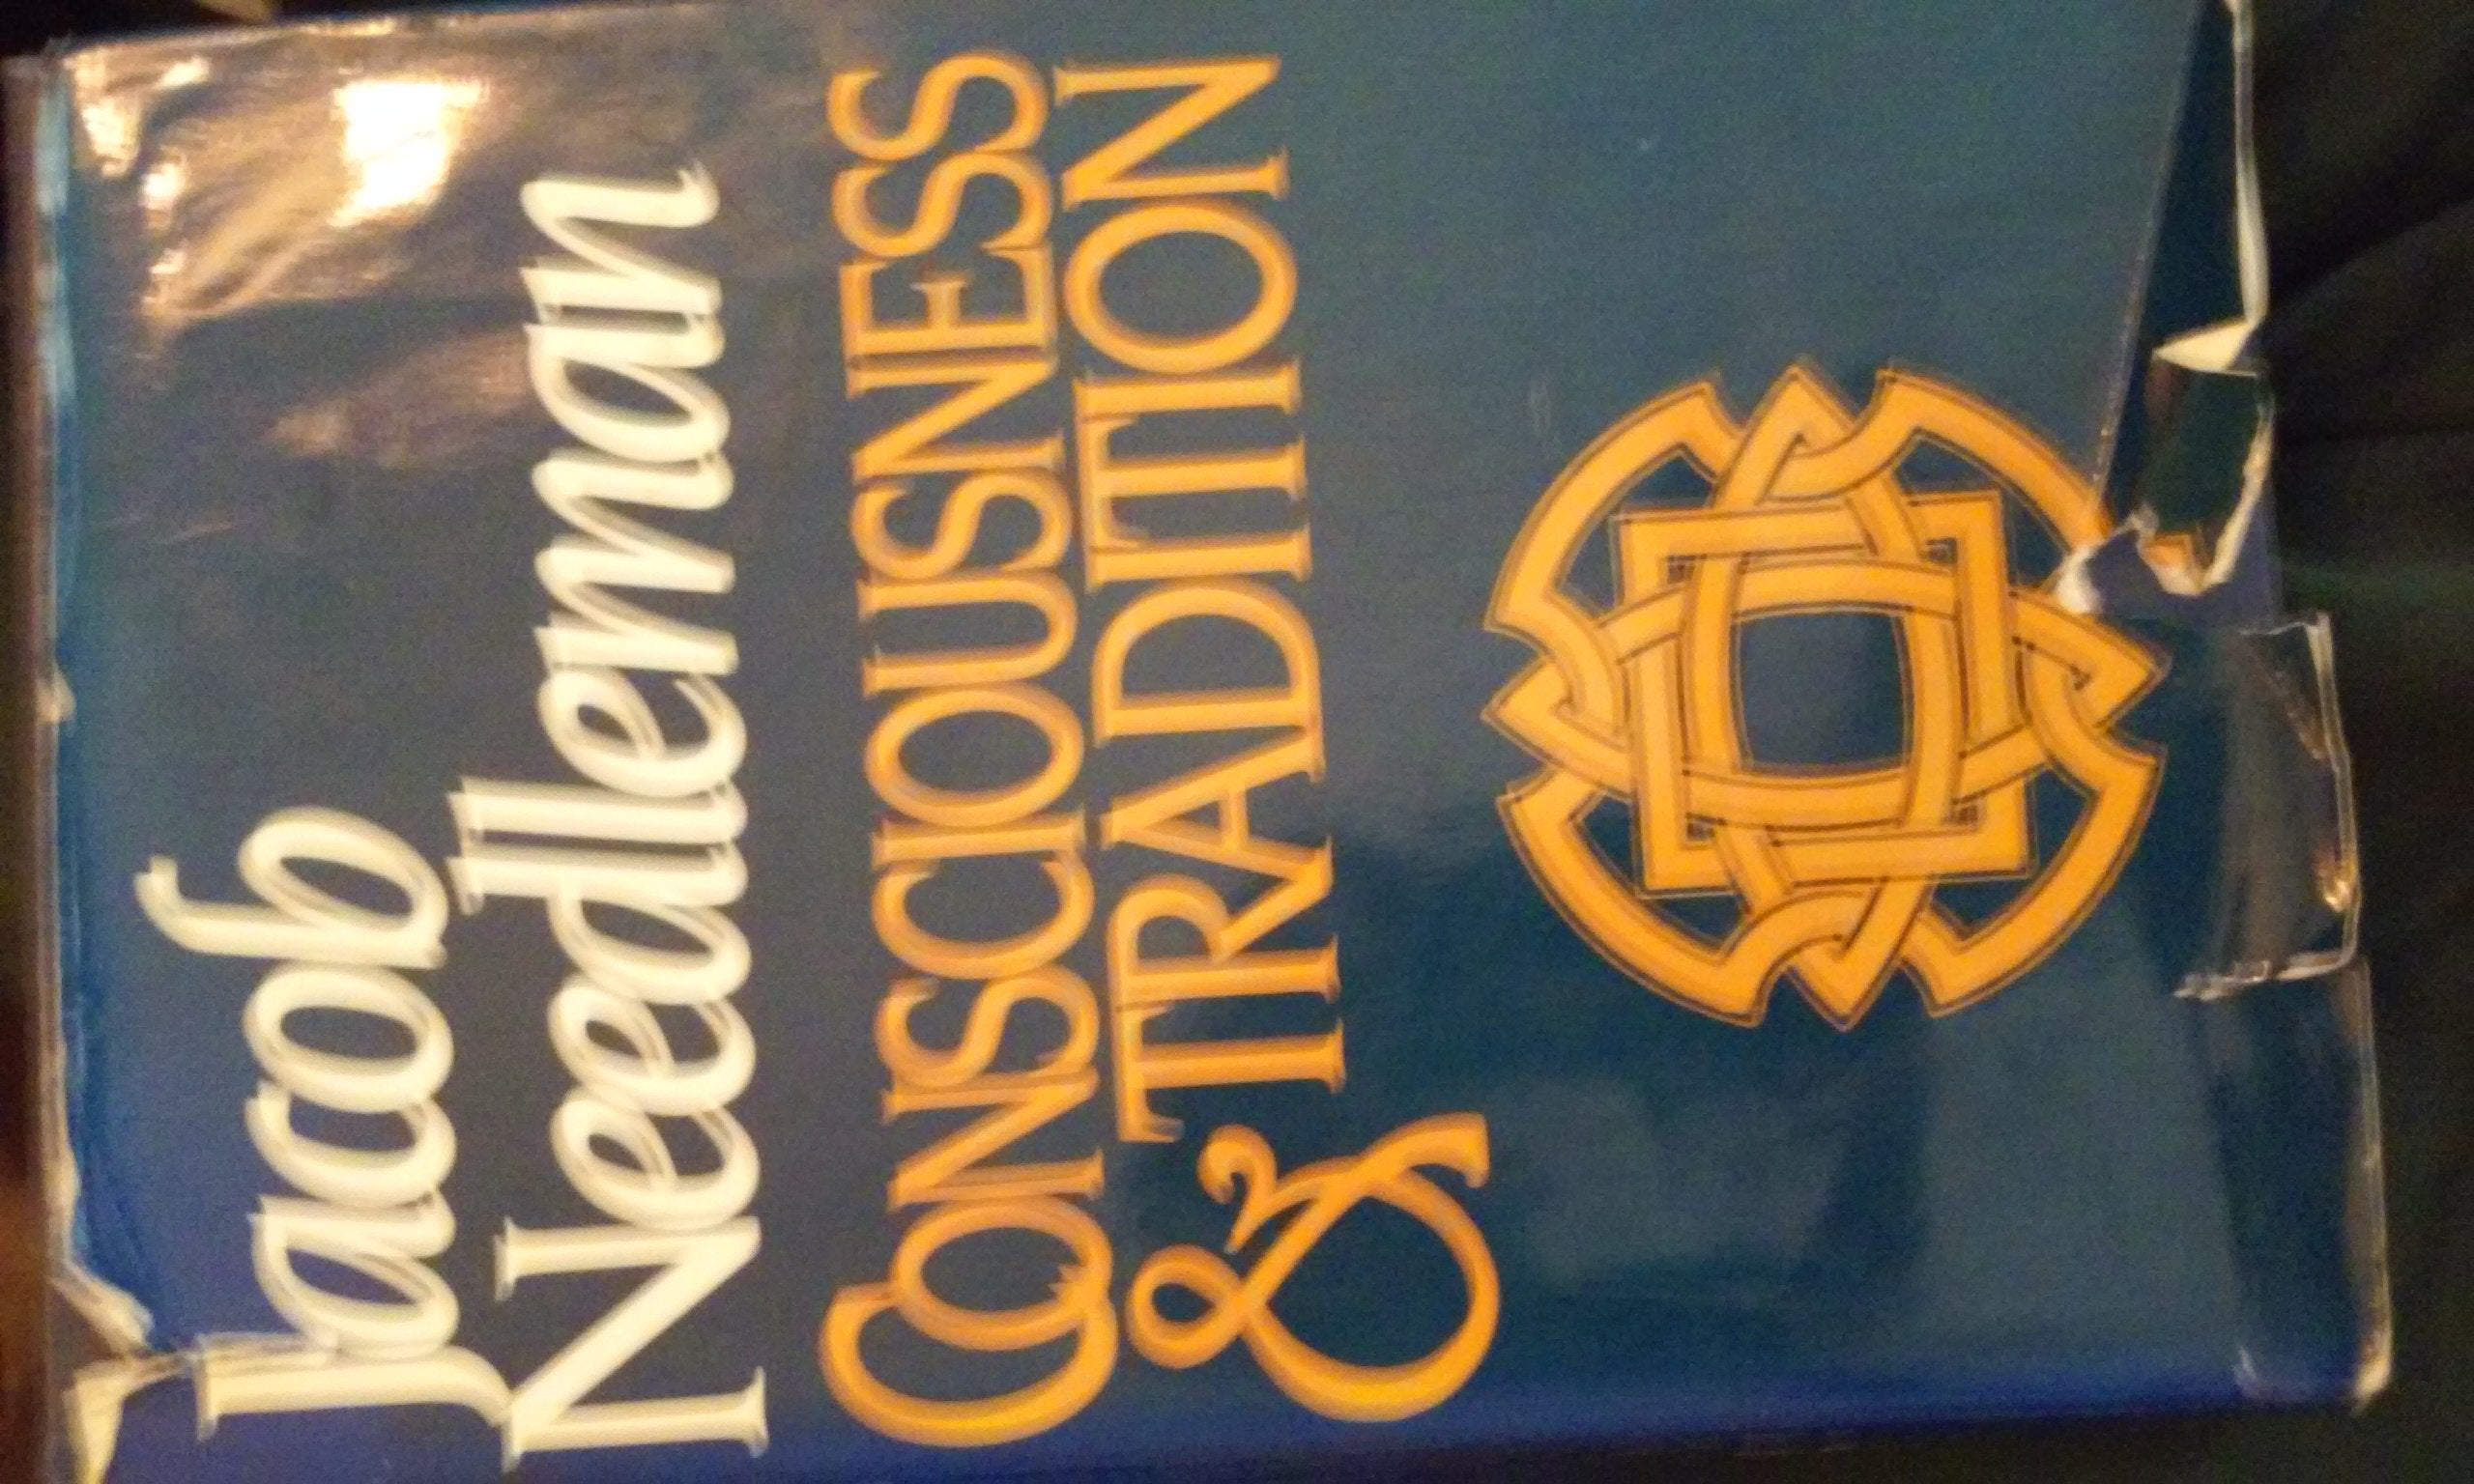 Jacob
Needleman
CONSCIOUSNESS
& TRADITION